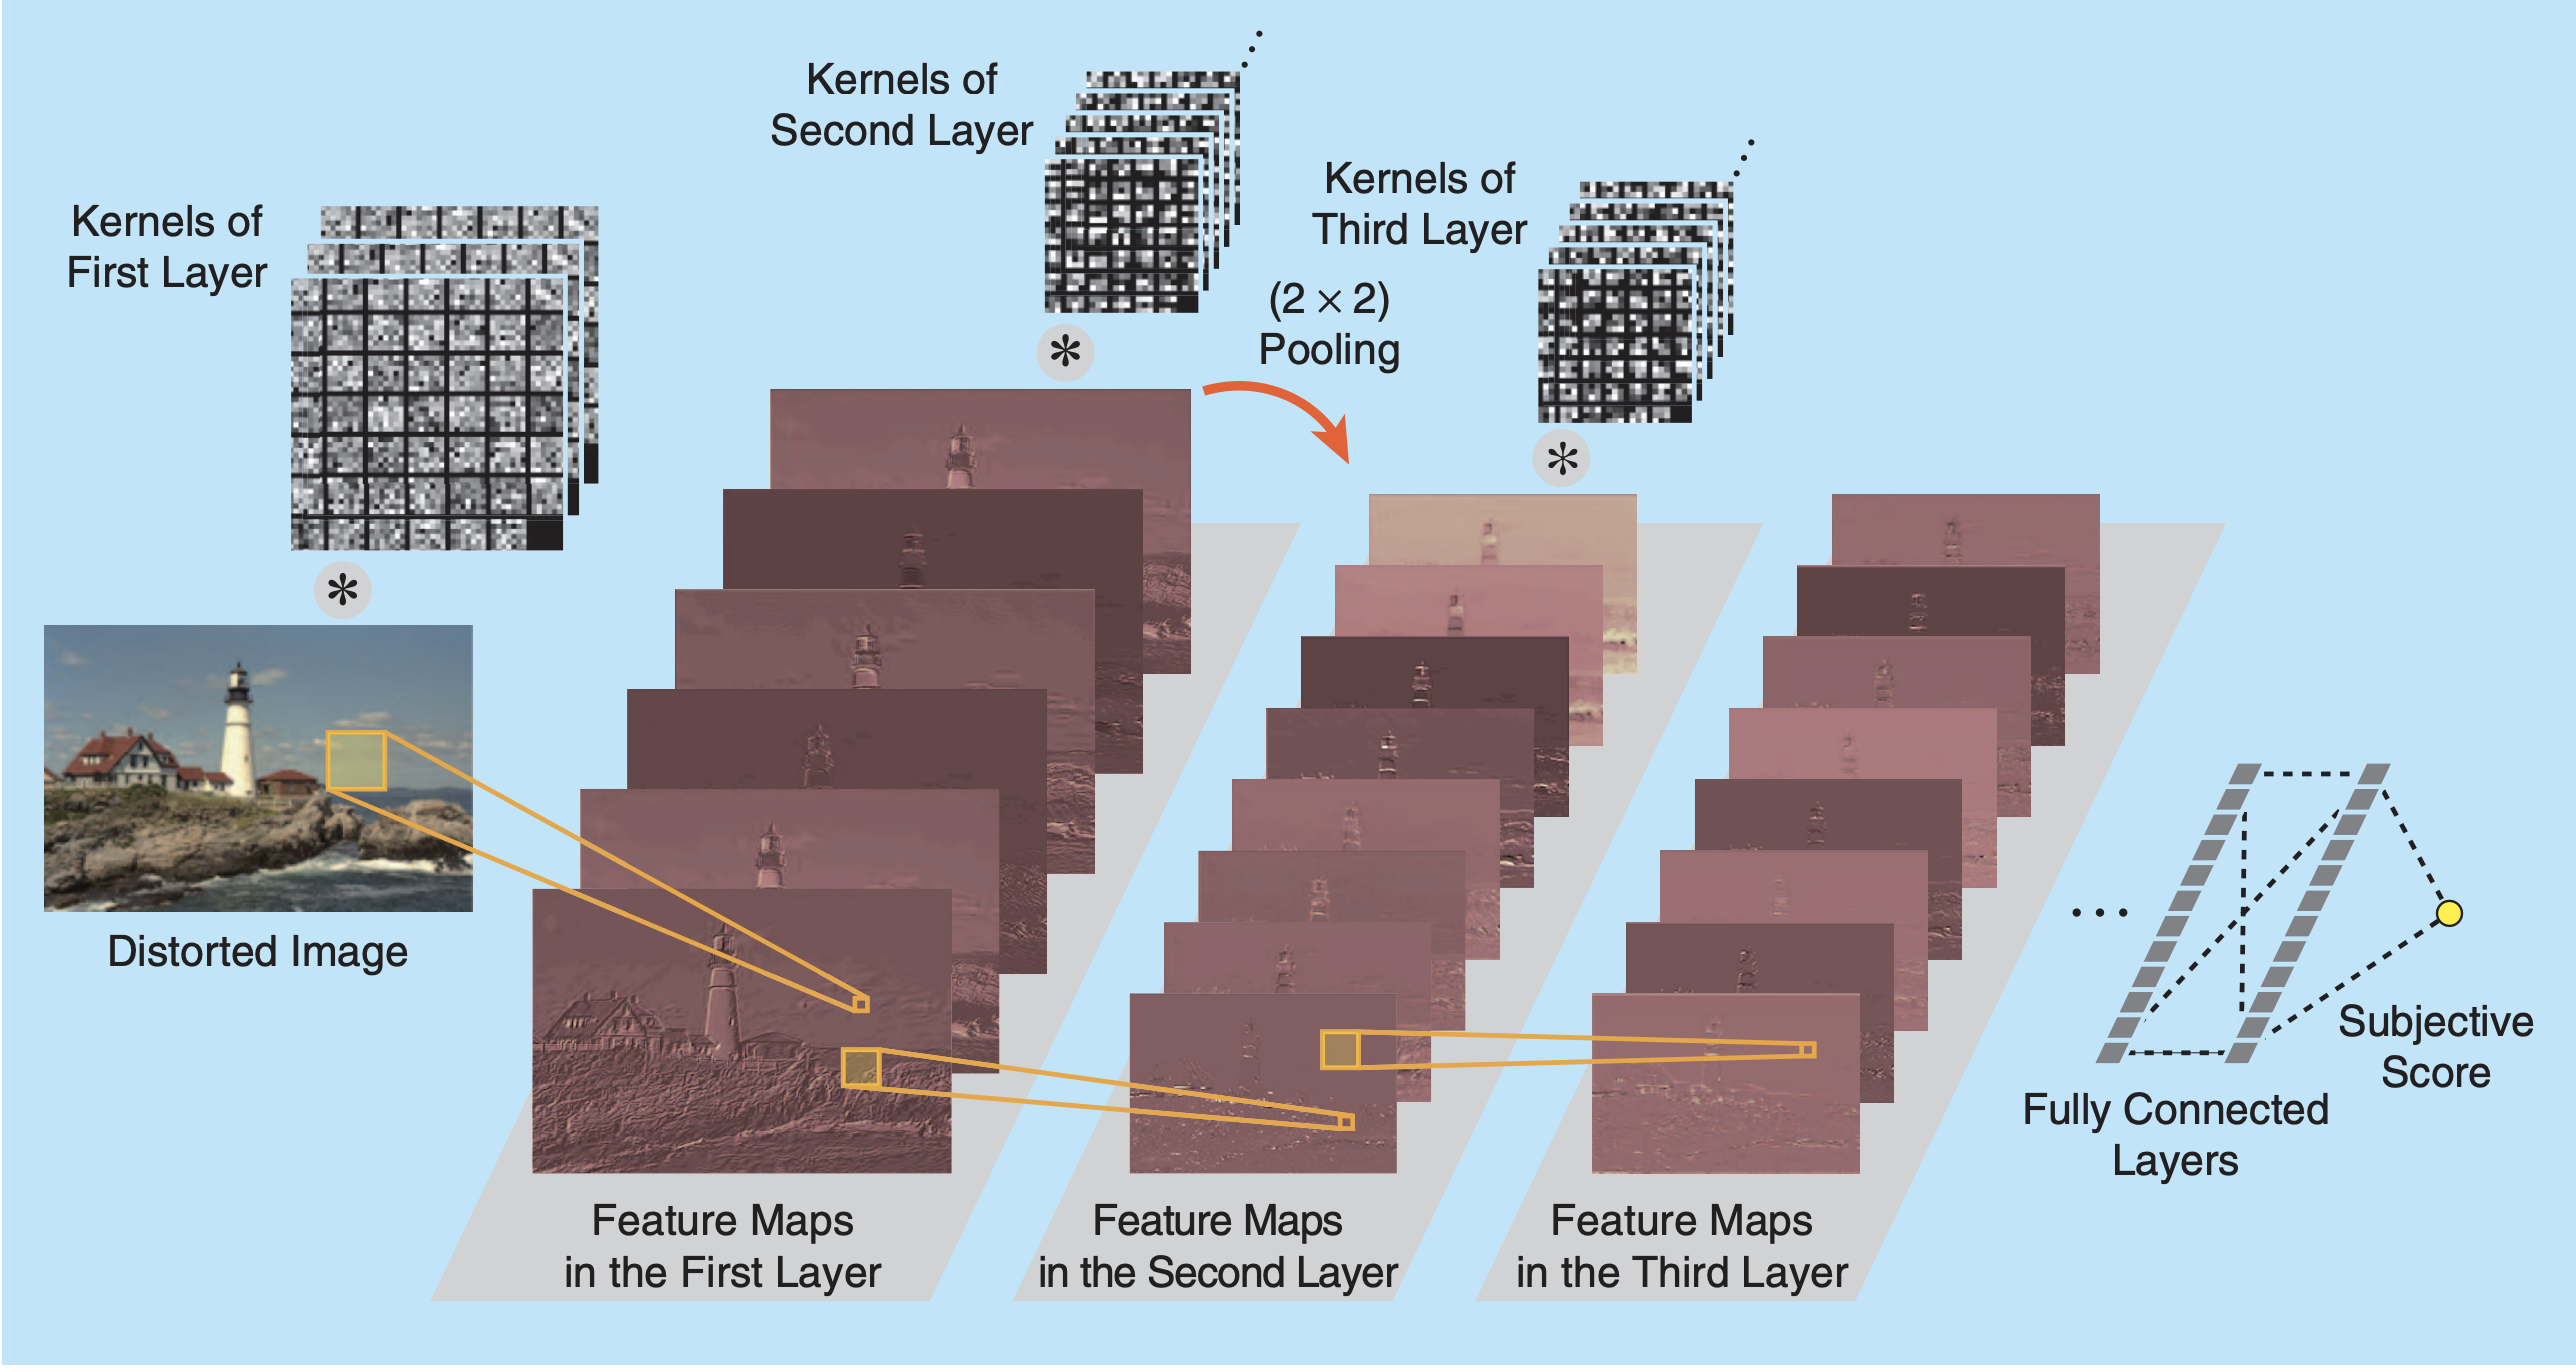 Kernels of
First Layer
Kernels of
Second Layer
Kernels of
Third Layer
(2 × 2)
Pooling
*
*
*
Distorted Image
Feature Maps
in the First Layer
Feature Maps
in the Second Layer
Feature Maps
in the Third Layer
Fully Connected
Layers
Subjective
Score